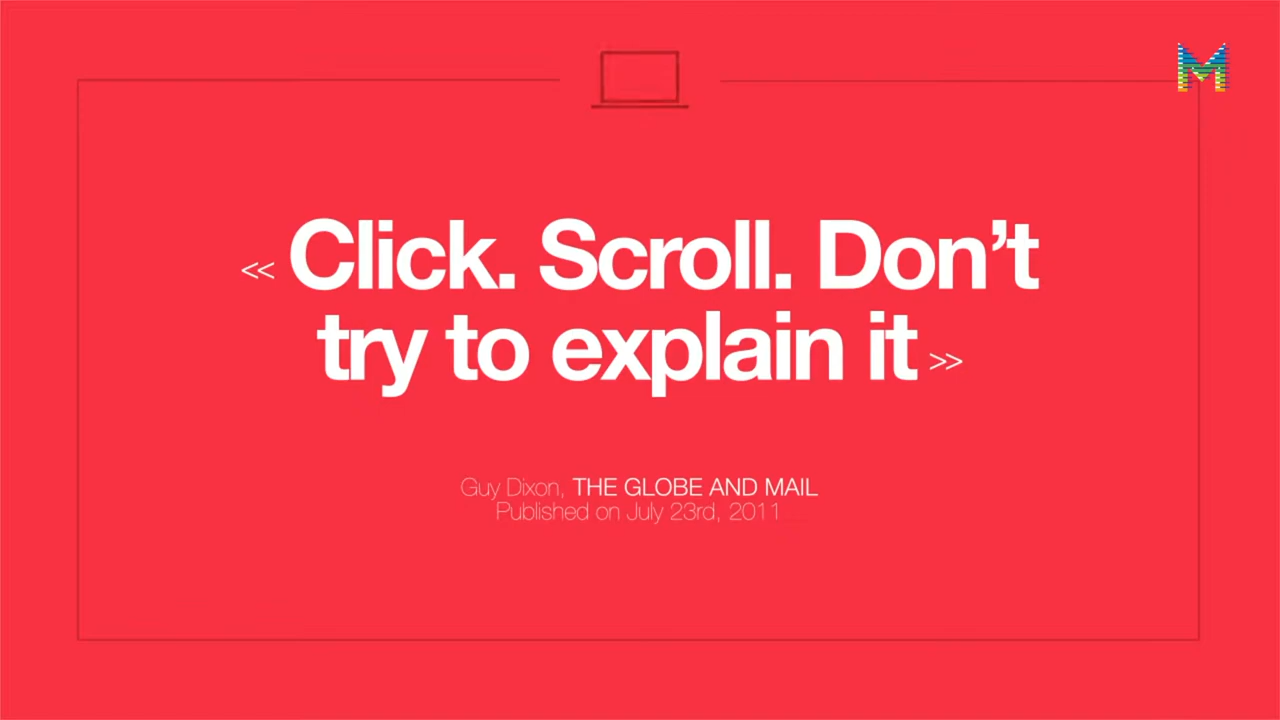 << Click. Scroll. Don’t
try to explain it >>
Guy Dixon, THE GLOBE AND MAIL
Published on July 23rd, 2011
M